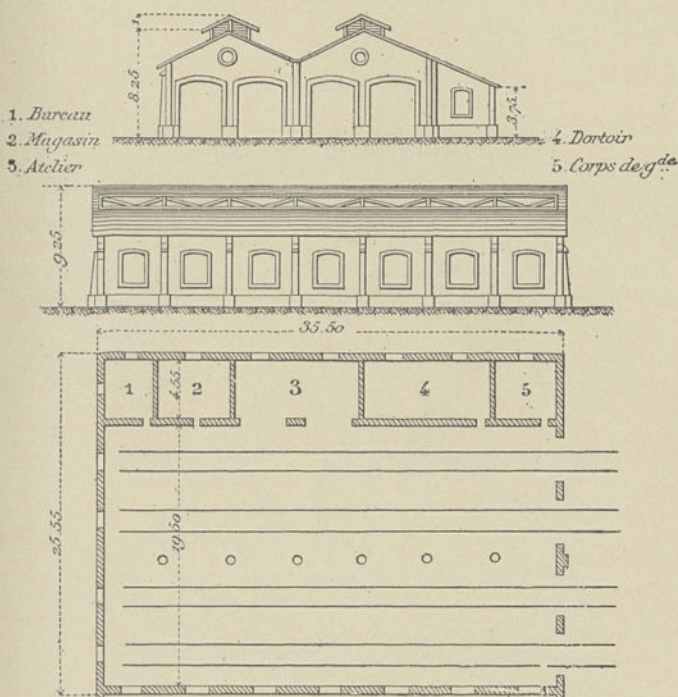 1
8.25
3.75
1. Bureau
2. Magasin
3. Atelier
4. Dortoir
5. Corps de g.de
9.25
35.50
1 2 3 4 5
4.55
25.55
19.50